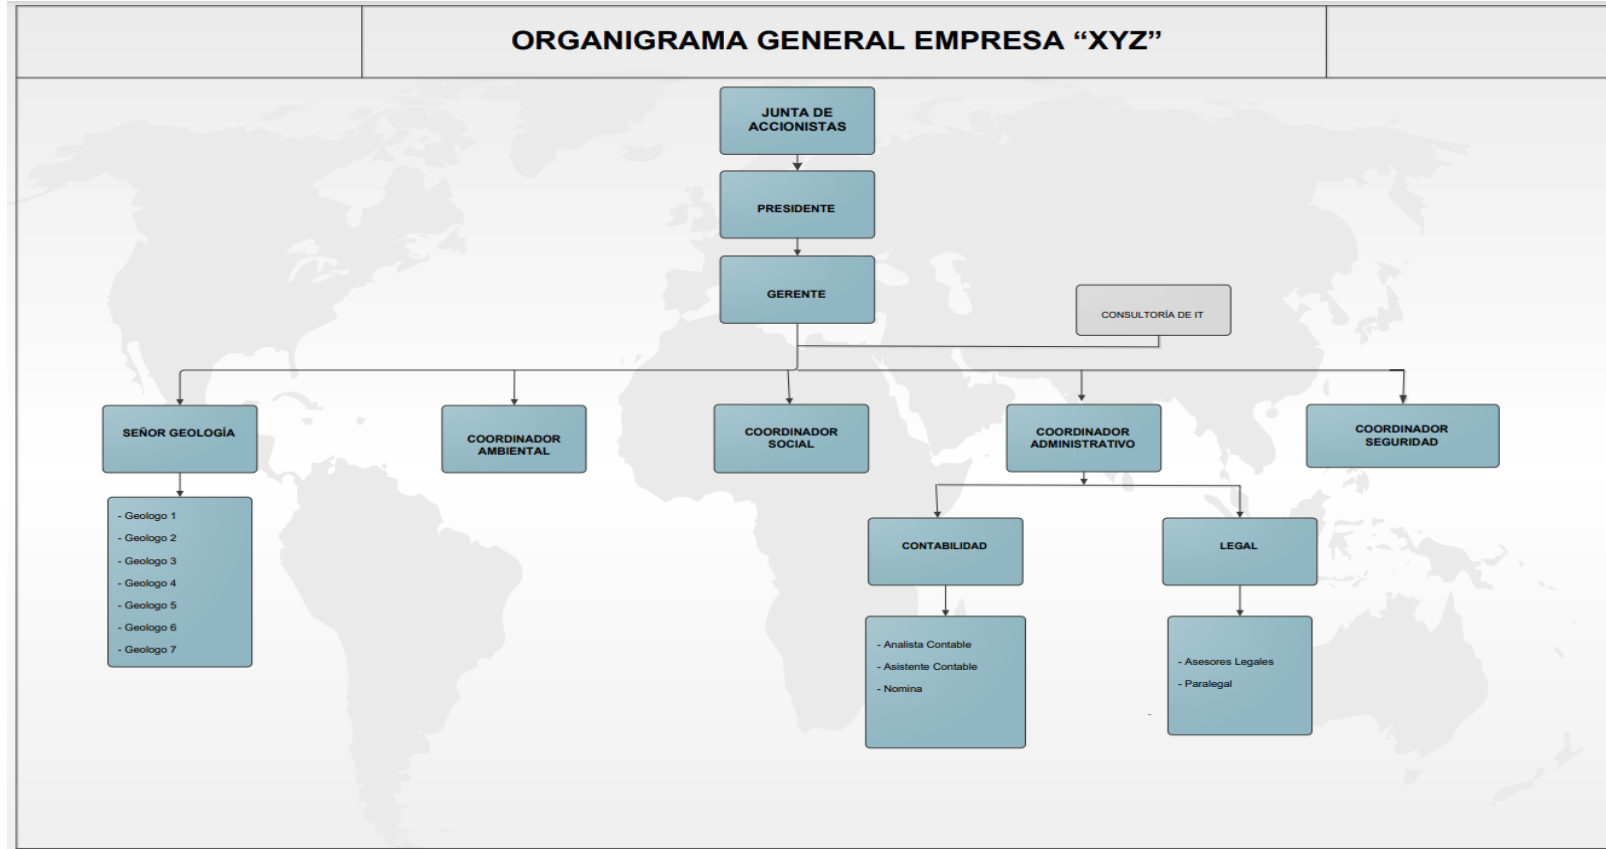 ORGANIGRAMA GENERAL EMPRESA “XYZ”
JUNTA DE
ACCIONISTAS
PRESIDENTE
GERENTE
CONSULTORÍA DE IT
SEÑOR GEOLOGÍA
COORDINADOR
AMBIENTAL
COORDINADOR
SOCIAL
COORDINADOR
ADMINISTRATIVO
COORDINADOR
SEGURIDAD
- Geologo 1
- Geologo 2
- Geologo 3
- Geologo 4
- Geologo 5
- Geologo 6
- Geologo 7
CONTABILIDAD
LEGAL
- Analista Contable
- Asistente Contable
- Nomina
- Asesores Legales
- Paralegal